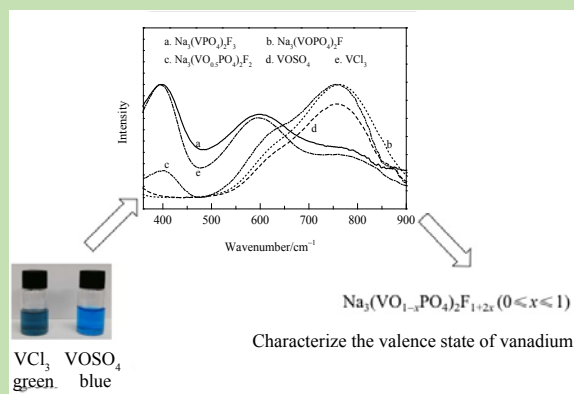 a. Na₃(VPO₄)₂F₃ b. Na₃(VOPO₄)₂F
c. Na₃(VO₀.₅PO₄)₂F₂ d. VOSO₄ e. VCl₃
Intensity
a
e
c
d
b
400 500 600 700 800 900
Wavenumber/cm⁻¹
Na₃(VO₁₋ₓPO₄)₂F₁₊₂ₓ (0≤x≤1)
Characterize the valence state of vanadium
VCl₃ VOSO₄
green blue